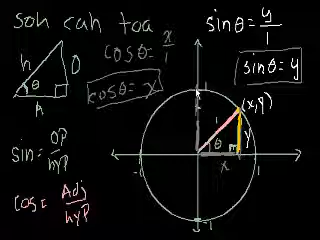 soh cah toa
h
O
θ
A
sin = OP/hyp
cos = Adj/hyp
cosθ = x/1
cosθ = x
sinθ = y/1
sinθ = y
(x,y)
1
1
y
θ
x
-1
1
-1